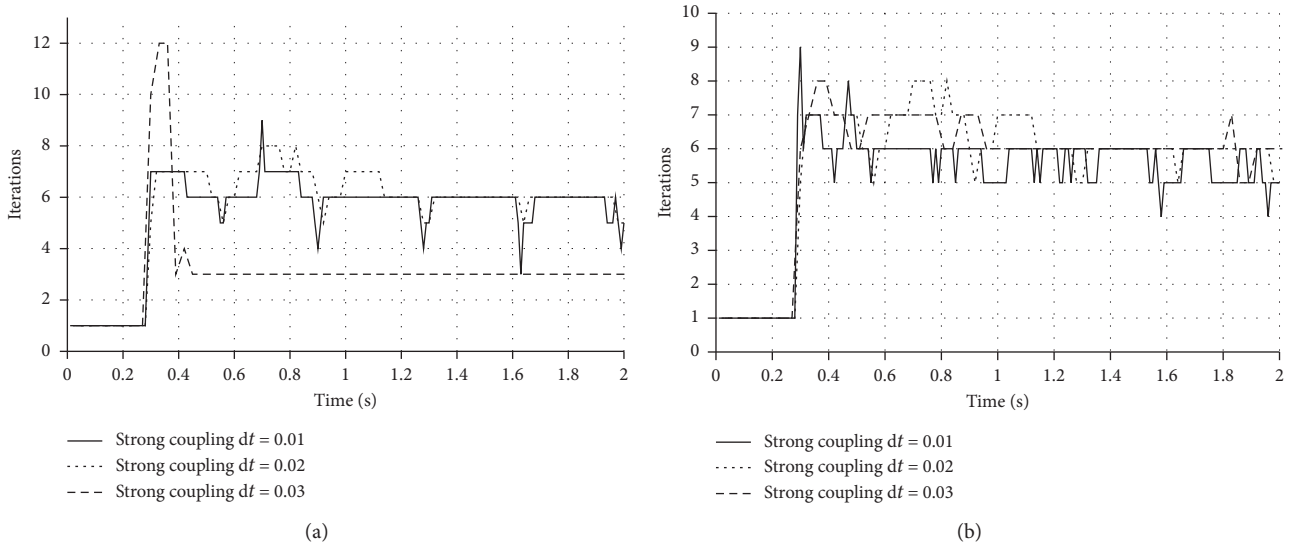 12
10
8
6
4
2
0
Iterations
0 0.2 0.4 0.6 0.8 1 1.2 1.4 1.6 1.8 2
Time (s)
Strong coupling dt = 0.01
Strong coupling dt = 0.02
Strong coupling dt = 0.03
(a)
10
9
8
7
6
5
4
3
2
1
0
Iterations
0 0.2 0.4 0.6 0.8 1 1.2 1.4 1.6 1.8 2
Time (s)
Strong coupling dt = 0.01
Strong coupling dt = 0.02
Strong coupling dt = 0.03
(b)